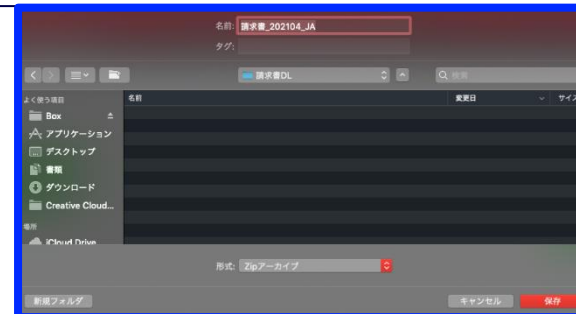 名前: 請求書_202104_JA
タグ:
請求書DL
検索
よく使う項目
名前
変更日
サイズ
Box
アプリケーション
デスクトップ
書類
ダウンロード
Creative Cloud...
場所
iCloud Drive
形式: Zipアーカイブ
新規フォルダ
キャンセル
保存